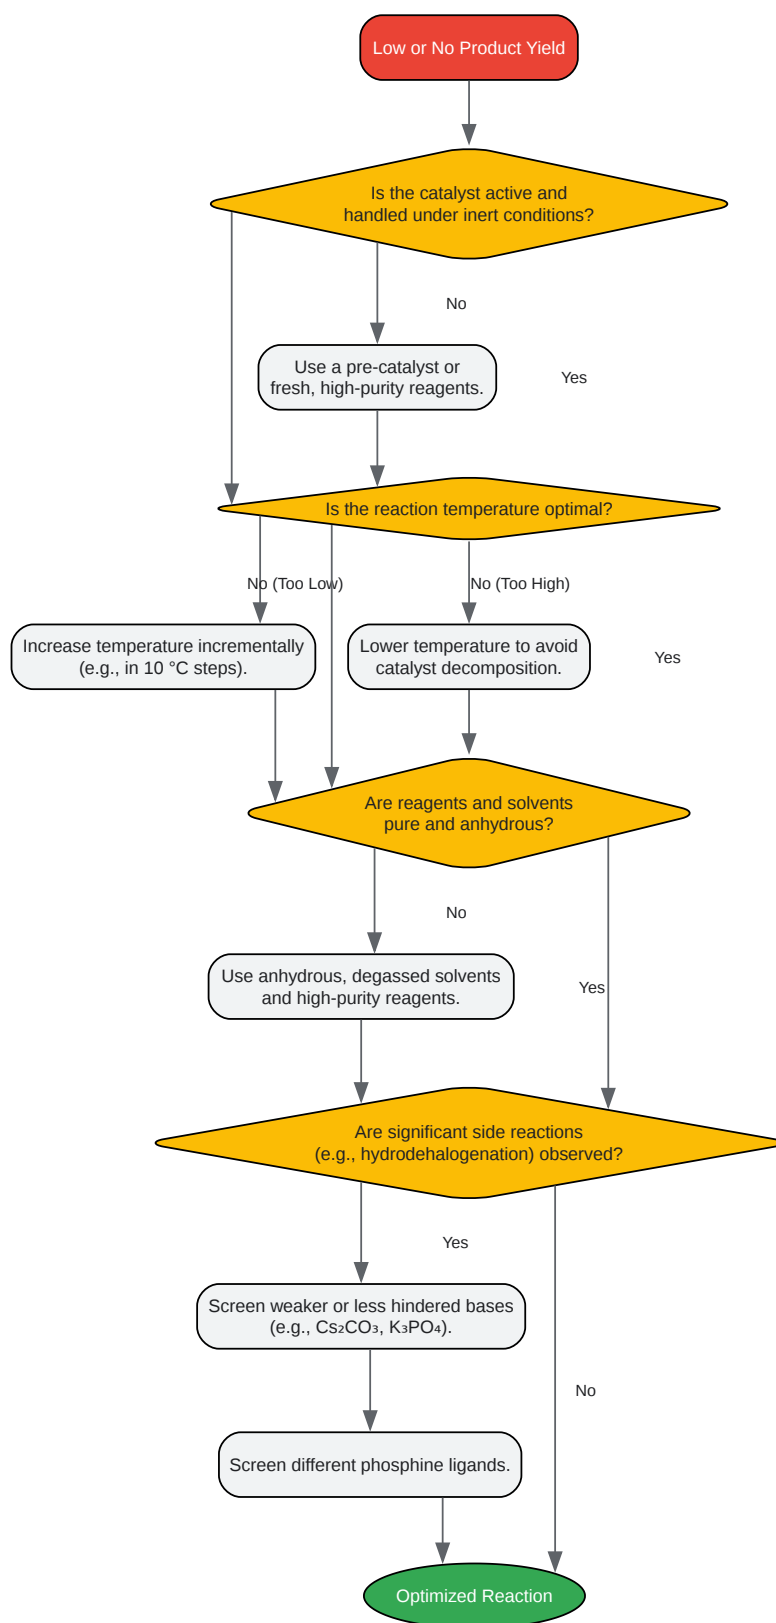 Low or No Product Yield
Is the catalyst active and
handled under inert conditions?
No
Use a pre-catalyst or
fresh, high-purity reagents.
Yes
Is the reaction temperature optimal?
No (Too Low)
No (Too High)
Increase temperature incrementally
(e.g., in 10 °C steps).
Lower temperature to avoid
catalyst decomposition.
Yes
Are reagents and solvents
pure and anhydrous?
No
Use anhydrous, degassed solvents
and high-purity reagents.
Yes
Are significant side reactions
(e.g., hydrodehalogenation) observed?
Yes
Screen weaker or less hindered bases
(e.g., Cs₂CO₃, K₃PO₄).
No
Screen different phosphine ligands.
Optimized Reaction